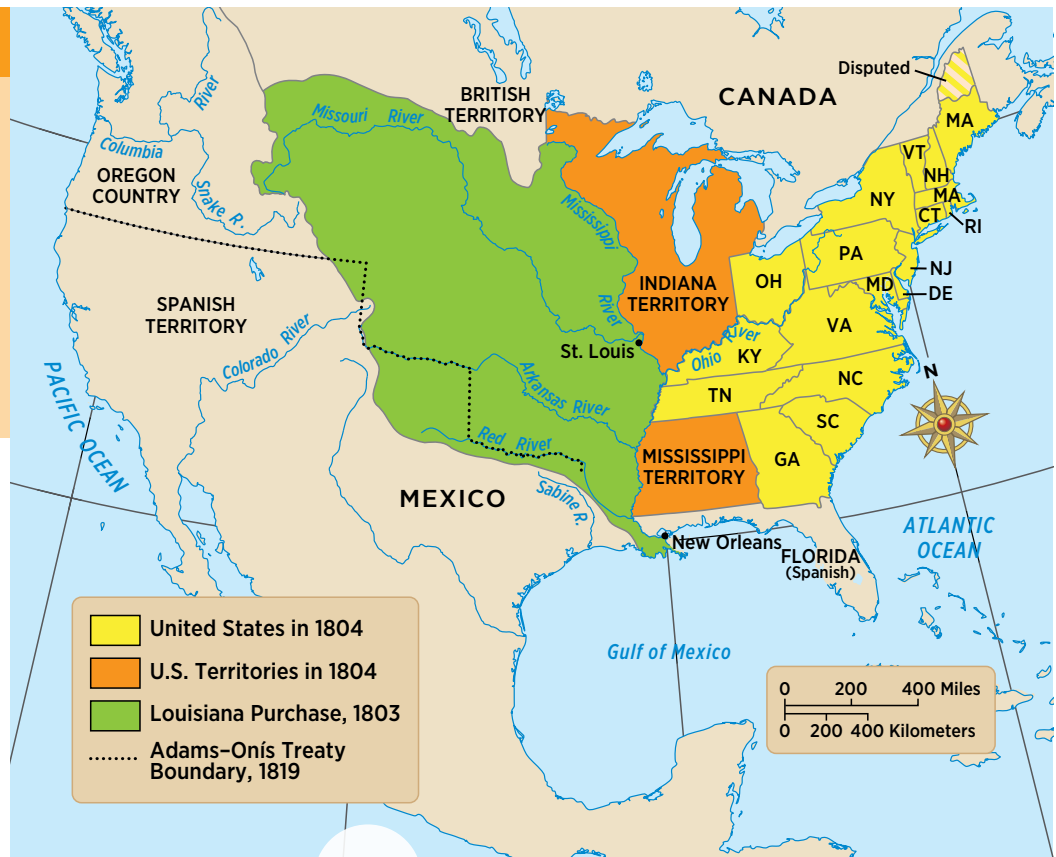 Disputed
CANADA
BRITISH
TERRITORY
Missouri River
River
Columbia
OREGON
COUNTRY
Snake R.
Mississippi
River
MA
VT
NH
MA
NY
CT
RI
PA
NJ
MD
DE
OH
INDIANA
TERRITORY
VA
SPANISH
TERRITORY
Colorado River
St. Louis
Ohio River
KY
NC
TN
SC
GA
Arkansas River
Red River
MISSISSIPPI
TERRITORY
N
PACIFIC OCEAN
MEXICO
Sabine R.
New Orleans
FLORIDA
(Spanish)
ATLANTIC
OCEAN
Gulf of Mexico
United States in 1804
U.S. Territories in 1804
Louisiana Purchase, 1803
Adams–Onís Treaty
Boundary, 1819
0 200 400 Miles
0 200 400 Kilometers